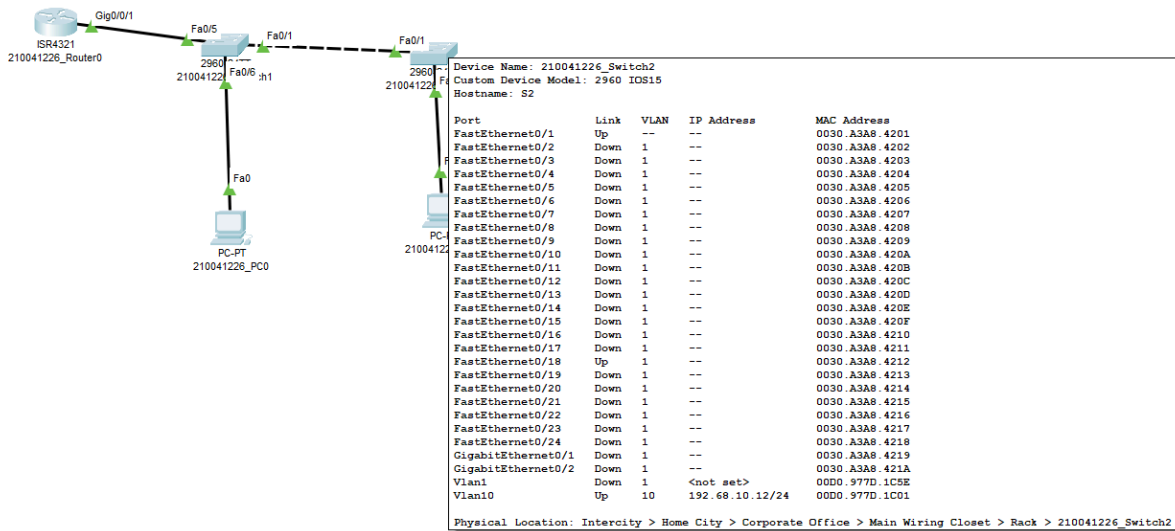 Gig0/0/1
ISR4321
210041226_Router0
Fa0/5
Fa0/1
Fa0/6
Fa0/1
Fa0
PC-PT
210041226_PC0
Device Name: 210041226_Switch2
Custom Device Model: 2960 IOS15
Hostname: S2
Port Link VLAN IP Address MAC Address
FastEthernet0/1 Up -- -- 0030.A3A8.4201
FastEthernet0/2 Down 1 -- 0030.A3A8.4202
FastEthernet0/3 Down 1 -- 0030.A3A8.4203
FastEthernet0/4 Down 1 -- 0030.A3A8.4204
FastEthernet0/5 Down 1 -- 0030.A3A8.4205
FastEthernet0/6 Down 1 -- 0030.A3A8.4206
FastEthernet0/7 Down 1 -- 0030.A3A8.4207
FastEthernet0/8 Down 1 -- 0030.A3A8.4208
FastEthernet0/9 Down 1 -- 0030.A3A8.4209
FastEthernet0/10 Down 1 -- 0030.A3A8.420A
FastEthernet0/11 Down 1 -- 0030.A3A8.420B
FastEthernet0/12 Down 1 -- 0030.A3A8.420C
FastEthernet0/13 Down 1 -- 0030.A3A8.420D
FastEthernet0/14 Down 1 -- 0030.A3A8.420E
FastEthernet0/15 Down 1 -- 0030.A3A8.420F
FastEthernet0/16 Down 1 -- 0030.A3A8.4210
FastEthernet0/17 Down 1 -- 0030.A3A8.4211
FastEthernet0/18 Up 1 -- 0030.A3A8.4212
FastEthernet0/19 Down 1 -- 0030.A3A8.4213
FastEthernet0/20 Down 1 -- 0030.A3A8.4214
FastEthernet0/21 Down 1 -- 0030.A3A8.4215
FastEthernet0/22 Down 1 -- 0030.A3A8.4216
FastEthernet0/23 Down 1 -- 0030.A3A8.4217
FastEthernet0/24 Down 1 -- 0030.A3A8.4218
GigabitEthernet0/1 Down 1 -- 0030.A3A8.4219
GigabitEthernet0/2 Down 1 -- 0030.A3A8.421A
Vlan1 Down 1 <not set> 00D0.977D.1C5E
Vlan10 Up 10 192.68.10.12/24 00D0.977D.1C01
Physical Location: Intercity > Home City > Corporate Office > Main Wiring Closet > Rack > 210041226_Switch2